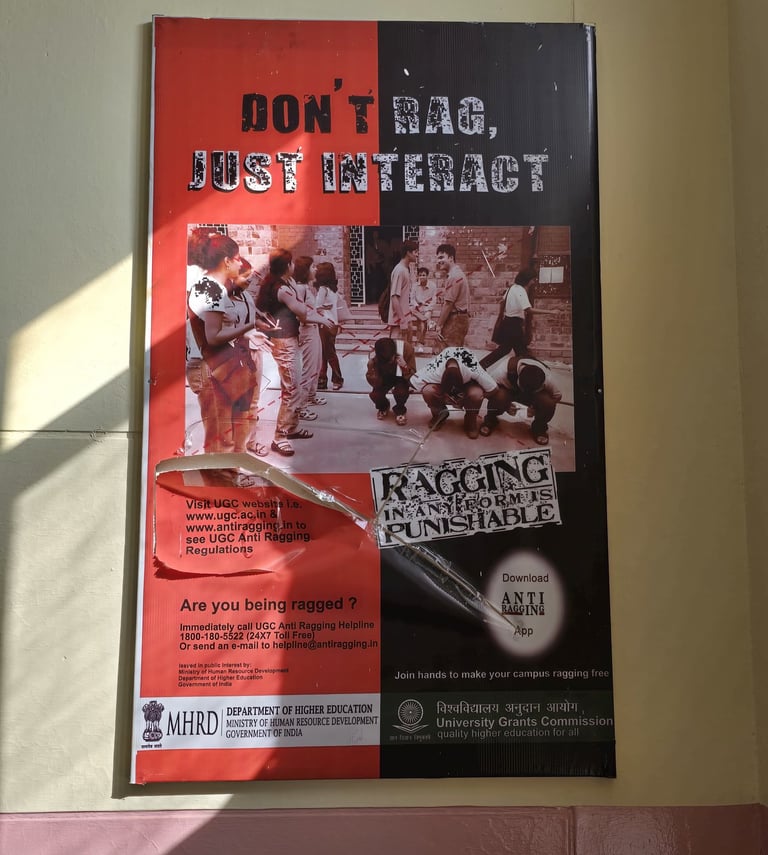 DON'T RAG,
JUST INTERACT
RAGGING
IN ANY FORM IS
PUNISHABLE
Visit UGC website i.e.
www.ugc.ac.in &
www.antiragging.in to
see UGC Anti Ragging
Regulations
Download
ANTI
RAGGING
App
Are you being ragged ?
Immediately call UGC Anti Ragging Helpline
1800-180-5522 (24X7 Toll Free)
Or send an e-mail to helpline@antiragging.in
Issued in public interest by:
Ministry of Human Resource Development
Department of Higher Education
Government of India
Join hands to make your campus ragging free
सत्यमेव जयते
MHRD
DEPARTMENT OF HIGHER EDUCATION
MINISTRY OF HUMAN RESOURCE DEVELOPMENT
GOVERNMENT OF INDIA
विश्वविद्यालय अनुदान आयोग
University Grants Commission
quality higher education for all
ज्ञान-विज्ञान विमुक्तये